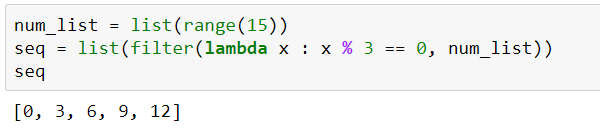 num_list = list(range(15))
seq = list(filter(lambda x : x % 3 == 0, num_list))
seq
[0, 3, 6, 9, 12]